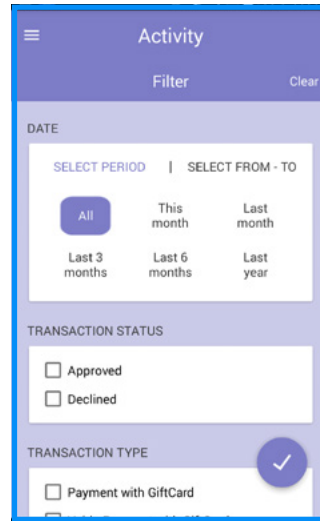 Activity
Filter Clear
DATE
SELECT PERIOD | SELECT FROM - TO
All This month Last month
Last 3 months Last 6 months Last year
TRANSACTION STATUS
Approved
Declined
TRANSACTION TYPE
Payment with GiftCard